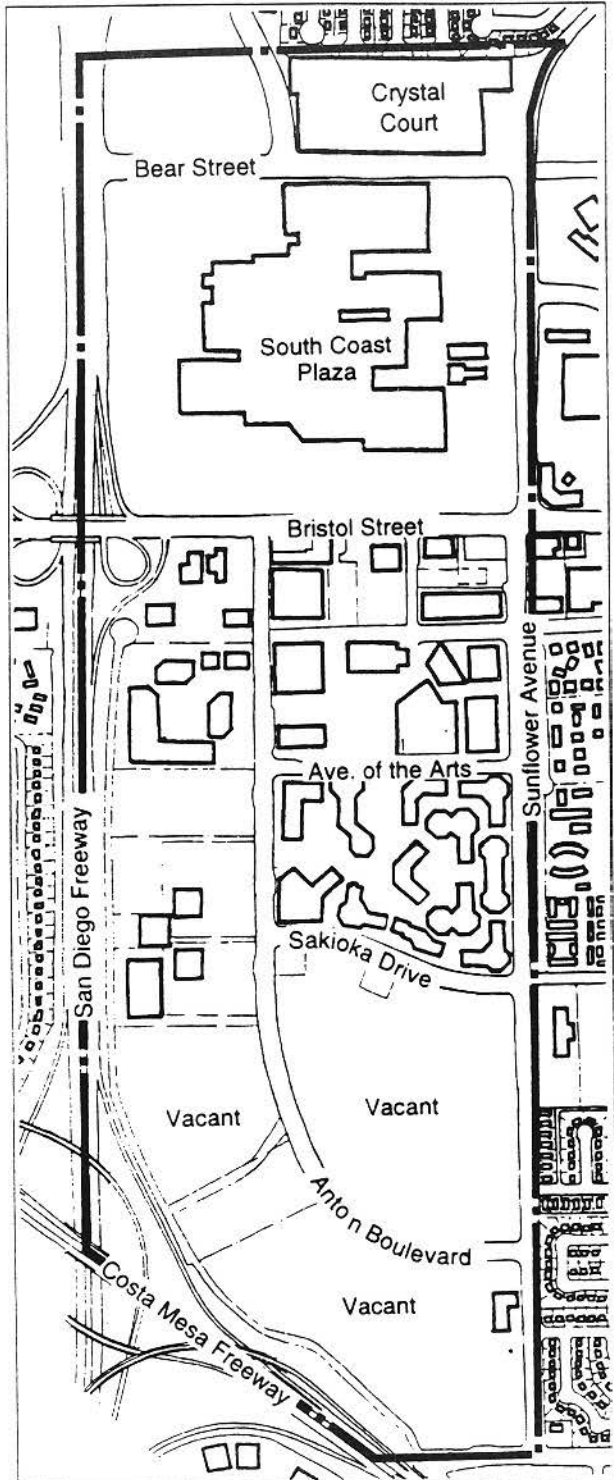 Crystal
Court
Bear Street
South Coast
Plaza
Bristol Street
Sunflower Avenue
Ave. of the Arts
San Diego Freeway
Sakioka Drive
Vacant
Vacant
Anton Boulevard
Vacant
Costa Mesa Freeway